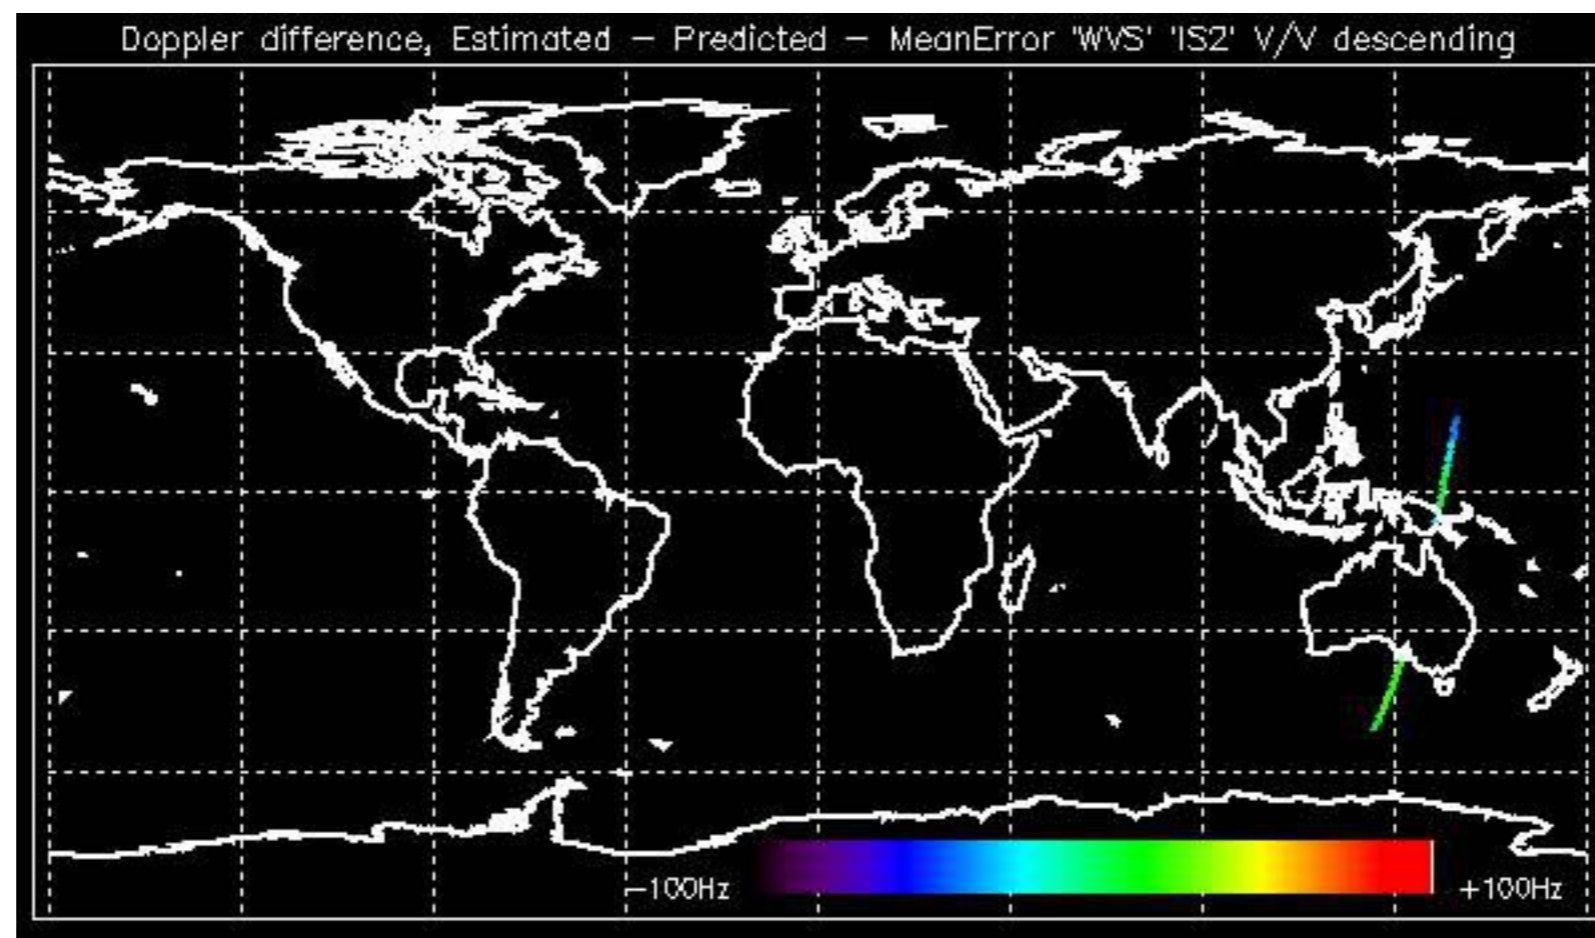 Doppler difference, Estimated – Predicted – MeanError 'WVS' 'IS2' V/V descending
–100Hz
+100Hz